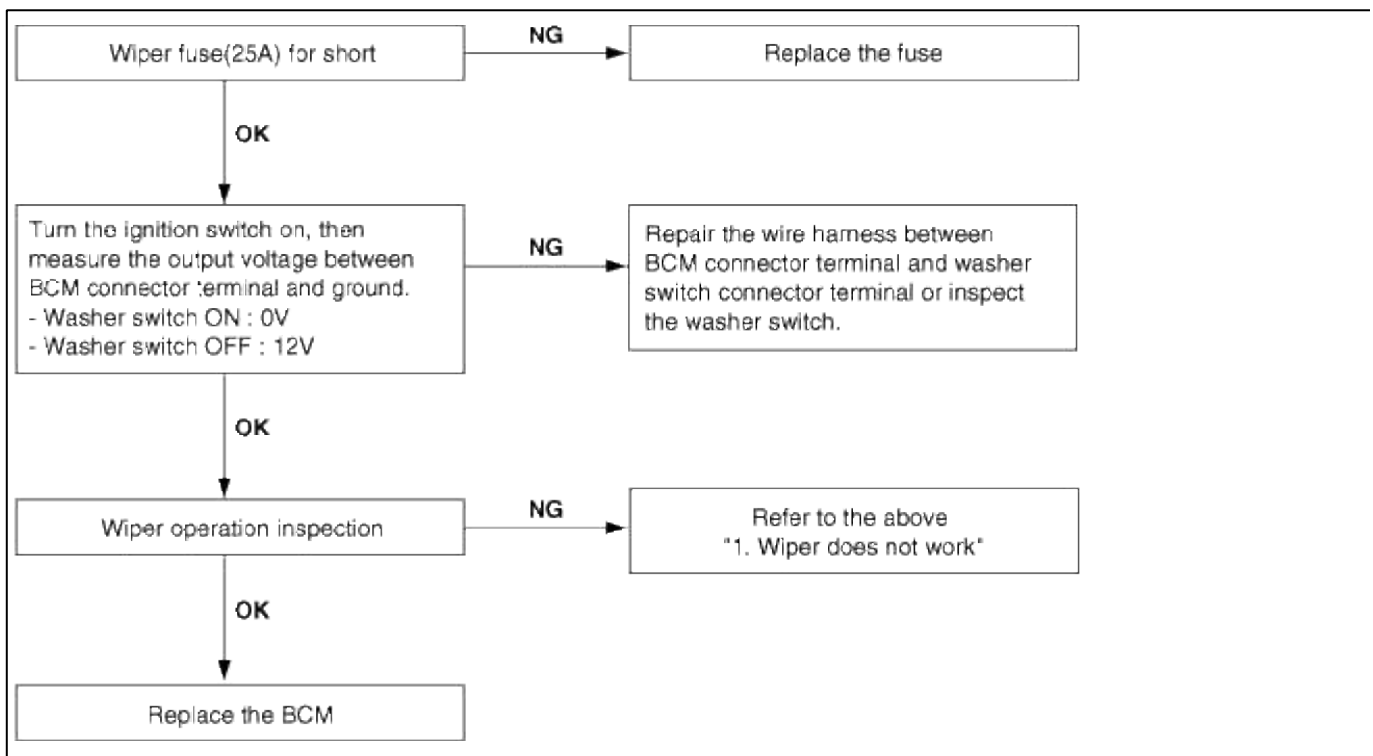 Wiper fuse(25A) for short
NG
Replace the fuse
OK
Turn the ignition switch on, then
measure the output voltage between
BCM connector terminal and ground.
- Washer switch ON : 0V
- Washer switch OFF : 12V
NG
Repair the wire harness between
BCM connector terminal and washer
switch connector terminal or inspect
the washer switch.
OK
Wiper operation inspection
NG
Refer to the above
"1. Wiper does not work"
OK
Replace the BCM